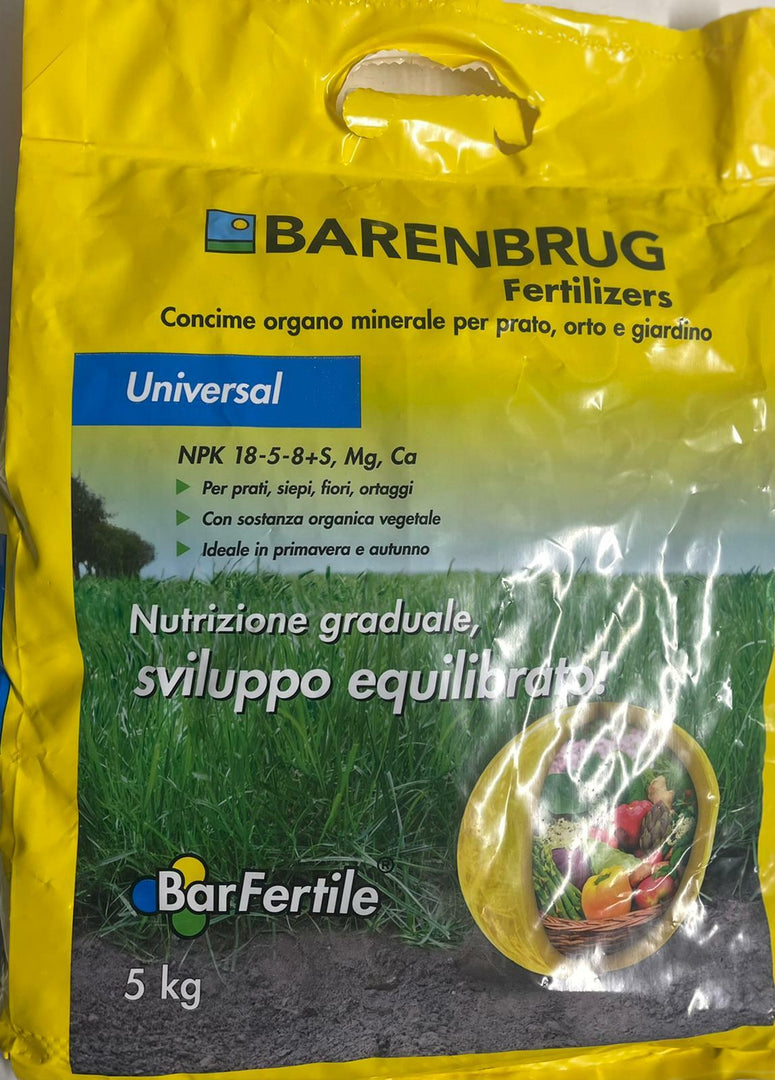 BARENBRUG
Fertilizers
Concime organo minerale per prato, orto e giardino
Universal
NPK 18-5-8+S, Mg, Ca
Per prati, siepi, fiori, ortaggi
Con sostanza organica vegetale
Ideale in primavera e autunno
Nutrizione graduale,
sviluppo equilibrato!
BarFertile®
5 kg